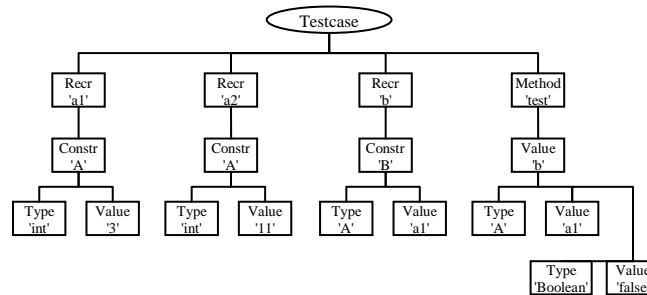 Testcase
Recr
'a1'
Recr
'a2'
Recr
'b'
Method
'test'
Constr
'A'
Constr
'A'
Constr
'B'
Value
'b'
Type
'int'
Value
'3'
Type
'int'
Value
'11'
Type
'A'
Value
'a1'
Type
'A'
Value
'a1'
Type
'Boolean'
Value
'false